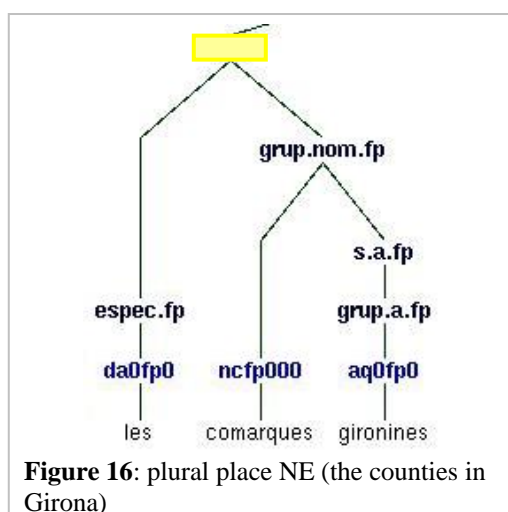 grup.nom.fp
s.a.fp
espec.fp grup.a.fp
da0fp0 ncfp000 aq0fp0
les comarques gironines
Figure 16: plural place NE (the counties in
Girona)